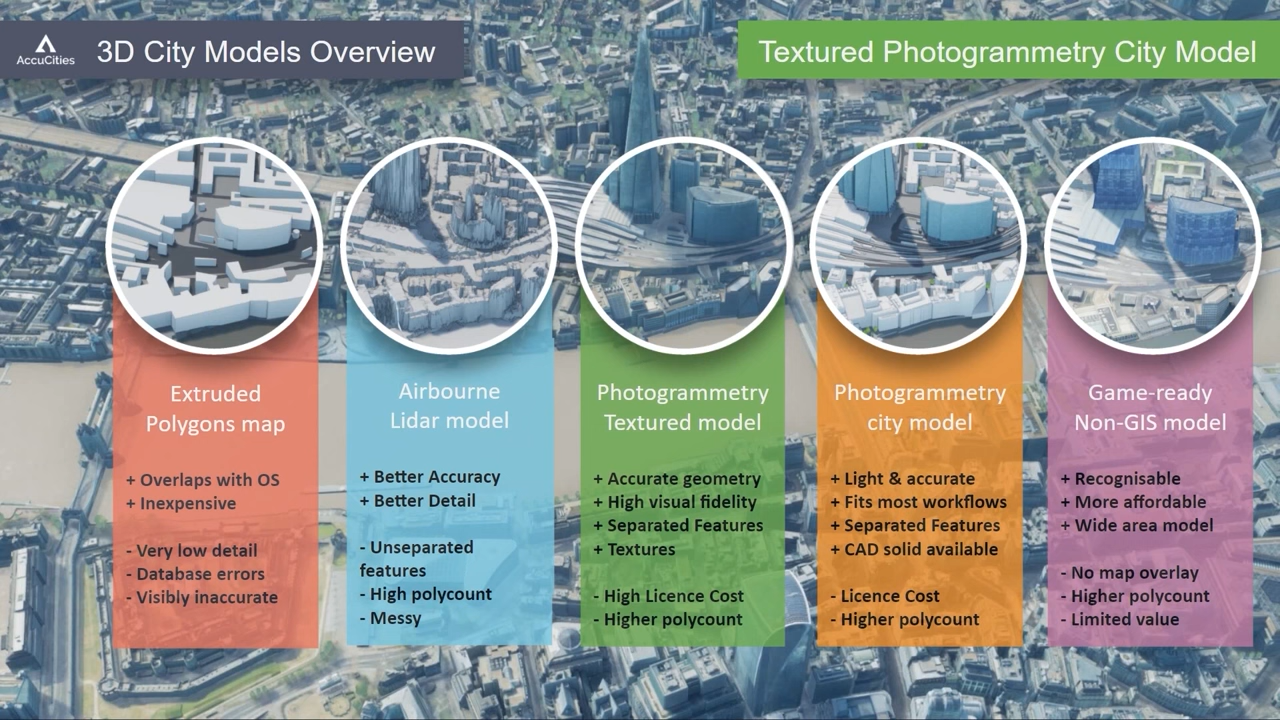 AccuCities
3D City Models Overview
Textured Photogrammetry City Model
Extruded
Polygons map
+ Overlaps with OS
+ Inexpensive
- Very low detail
- Database errors
- Visibly inaccurate
Airbourne
Lidar model
+ Better Accuracy
+ Better Detail
- Unseparated
features
- High polycount
- Messy
Photogrammetry
Textured model
+ Accurate geometry
+ High visual fidelity
+ Separated Features
+ Textures
- High Licence Cost
- Higher polycount
Photogrammetry
city model
+ Light & accurate
+ Fits most workflows
+ Separated Features
+ CAD solid available
- Licence Cost
- Higher polycount
Game-ready
Non-GIS model
+ Recognisable
+ More affordable
+ Wide area model
- No map overlay
- Higher polycount
- Limited value